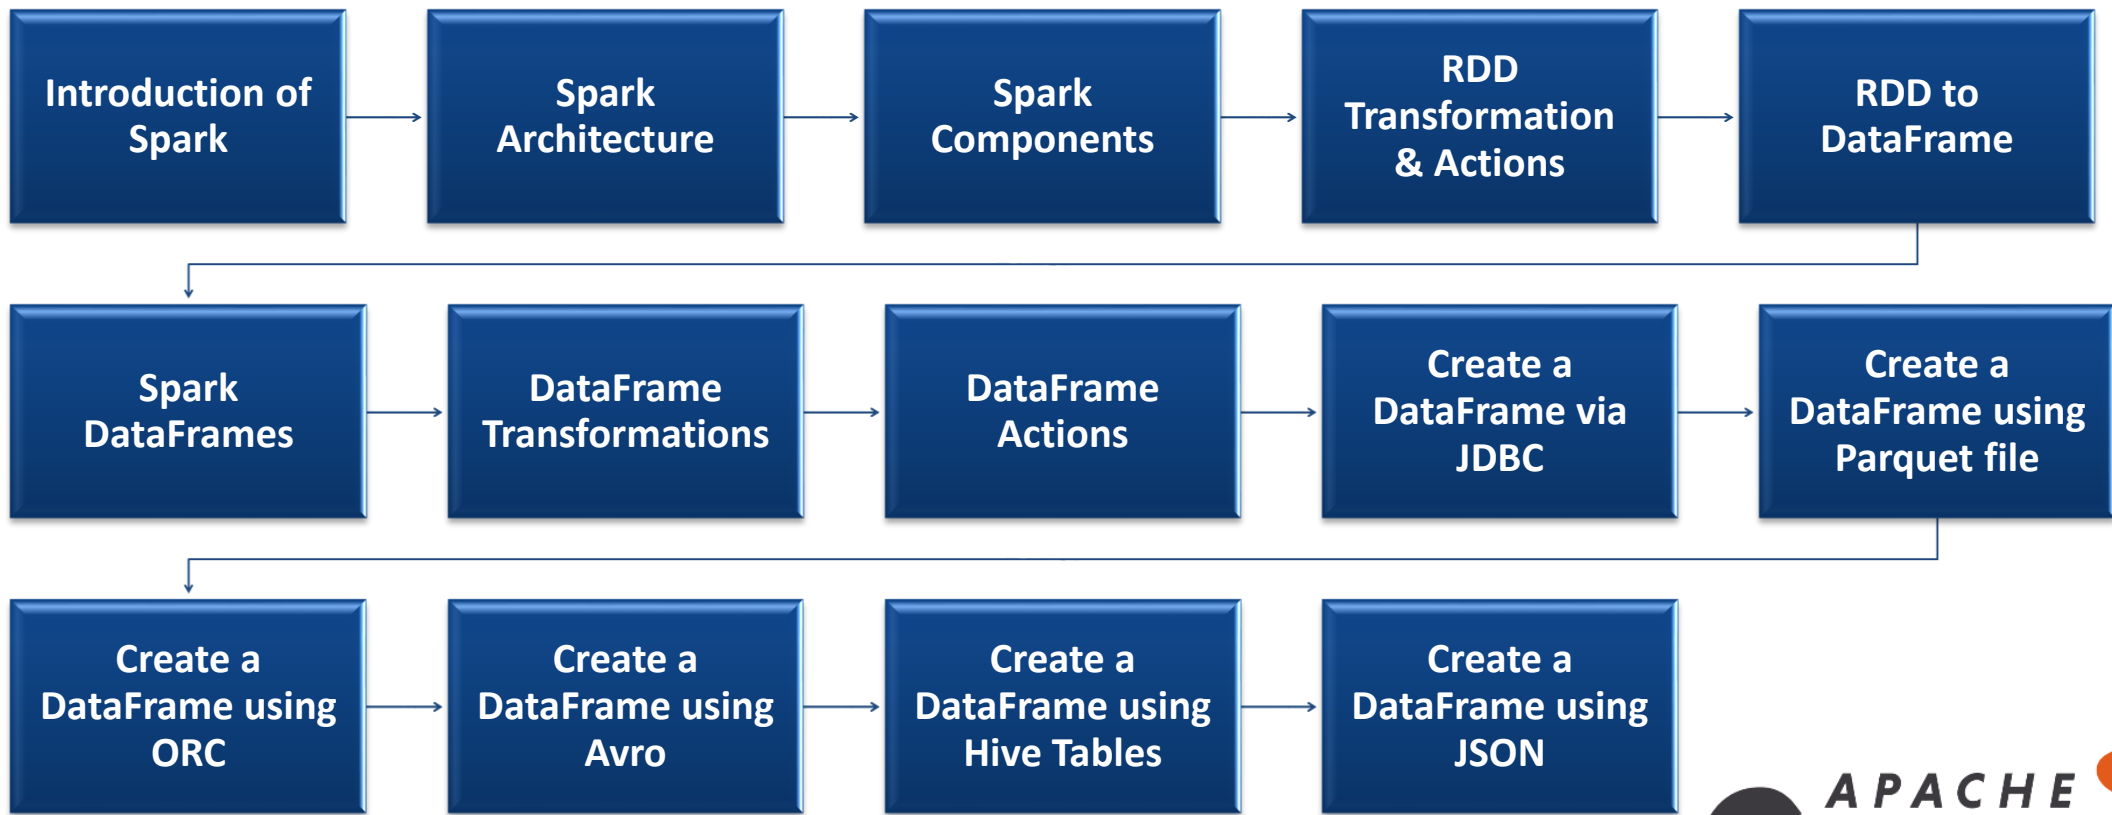 Introduction of
Spark
Spark
Architecture
Spark
Components
RDD
Transformation
& Actions
RDD to
DataFrame
Spark
DataFrames
DataFrame
Transformations
DataFrame
Actions
Create a
DataFrame via
JDBC
Create a
DataFrame using
Parquet file
Create a
DataFrame using
ORC
Create a
DataFrame using
Avro
Create a
DataFrame using
Hive Tables
Create a
DataFrame using
JSON
APACHE